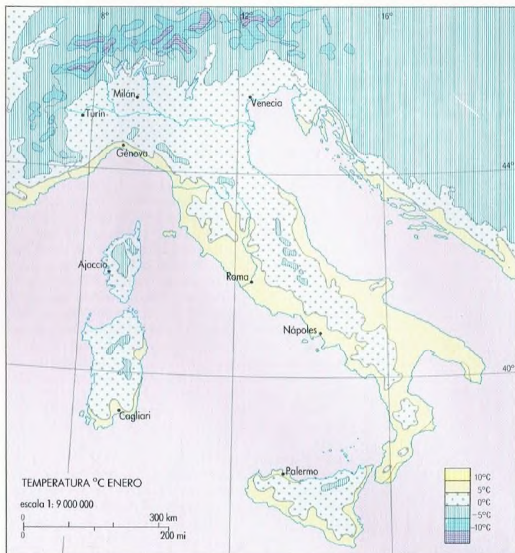 8°
12°
16°
Milán
Venecia
Turín
Génova
44°
Ajaccio
Roma
Nápoles
40°
Cagliari
Palermo
TEMPERATURA °C ENERO
escala 1: 9 000 000
0 300 km
0 200 mi
10°C
5°C
0°C
-5°C
-10°C